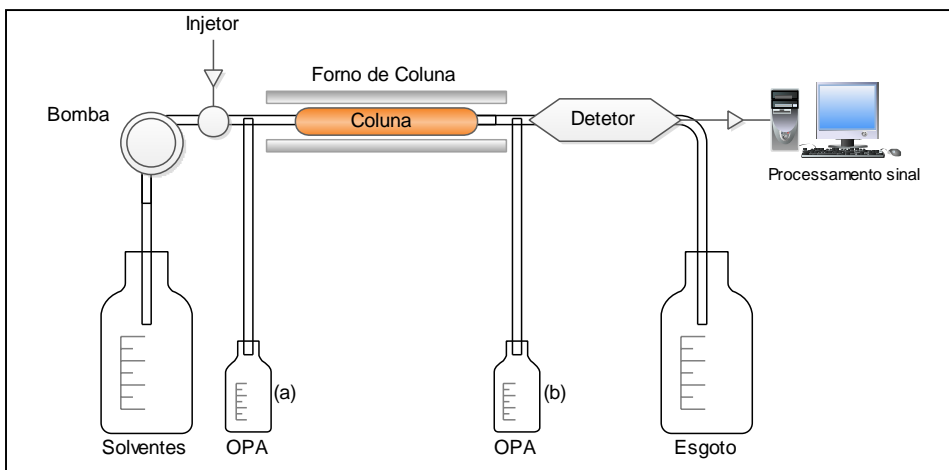 Injetor
Forno de Coluna
Bomba
Coluna
Detetor
Processamento sinal
(a)
(b)
Solventes
OPA
OPA
Esgoto